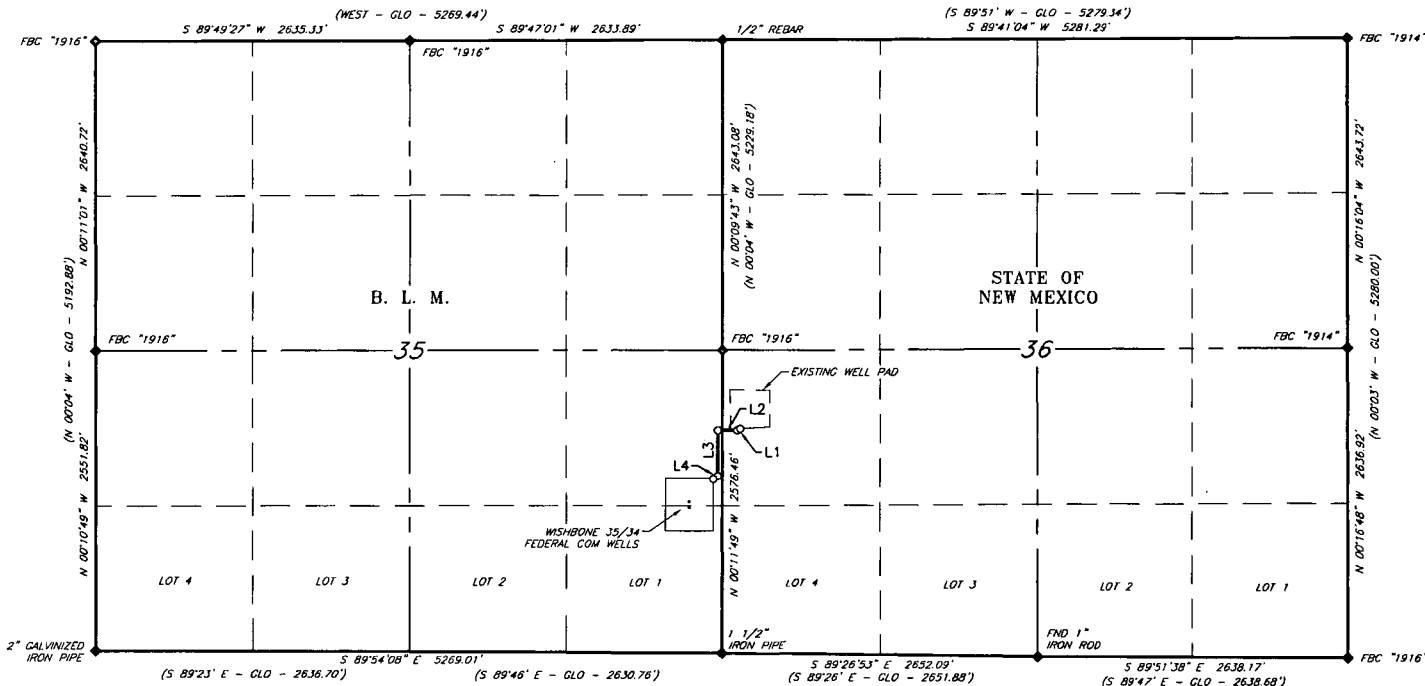 (WEST - GLO - 5269.44')
(S 89°51' W - GLO - 5279.34')
S 89°49'27" W 2635.33'
S 89°47'01" W 2633.89'
1/2" REBAR
S 89°41'04" W 5281.29'
FBC "1916"
FBC "1916"
FBC "1914"
N 00°11'01" W 2640.72'
(N 00°04' W - GLO - 5192.88')
N 00°09'43" W 2643.08'
(N 00°04' W - GLO - 5229.18')
N 00°16'04" W 2643.72'
(N 00°03' W - GLO - 5280.00')
B. L. M.
STATE OF
NEW MEXICO
FBC "1916"
35
FBC "1916"
36
FBC "1914"
EXISTING WELL PAD
L2
L1
L3
L4
N 00°10'49" W 2551.82'
N 00°11'49" W 2576.46'
N 00°16'48" W 2636.92'
WISHBONE 35/34
FEDERAL COM WELLS
LOT 4
LOT 3
LOT 2
LOT 1
LOT 4
LOT 3
LOT 2
LOT 1
2" GALVINIZED
IRON PIPE
1 1/2"
IRON PIPE
FND 1"
IRON ROD
FBC "1916"
S 89°54'08" E 5269.01'
(S 89°23' E - GLO - 2636.70')
(S 89°46' E - GLO - 2630.76')
S 89°26'53" E 2652.09'
(S 89°26' E - GLO - 2651.88')
S 89°51'38" E 2638.17'
(S 89°47' E - GLO - 2638.68')